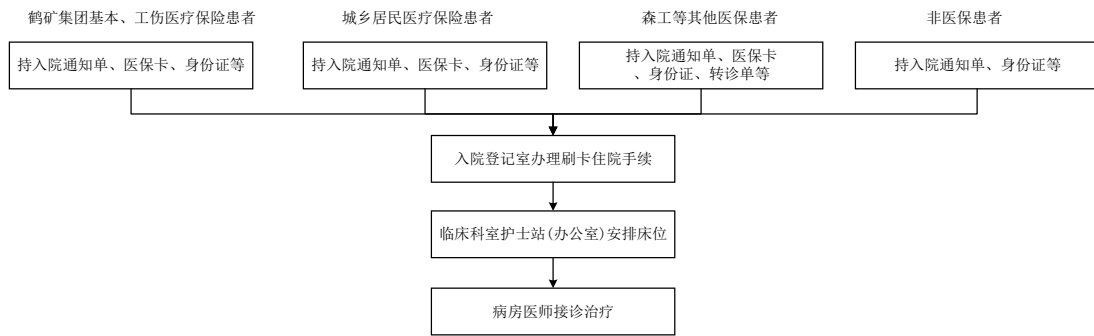 鹤矿集团基本、工伤医疗保险患者
城乡居民医疗保险患者
森工等其他医保患者
非医保患者
持入院通知单、医保卡、身份证等
持入院通知单、医保卡、身份证等
持入院通知单、医保卡
、身份证、转诊单等
持入院通知单、身份证等
入院登记室办理刷卡住院手续
临床科室护士站(办公室)安排床位
病房医师接诊治疗